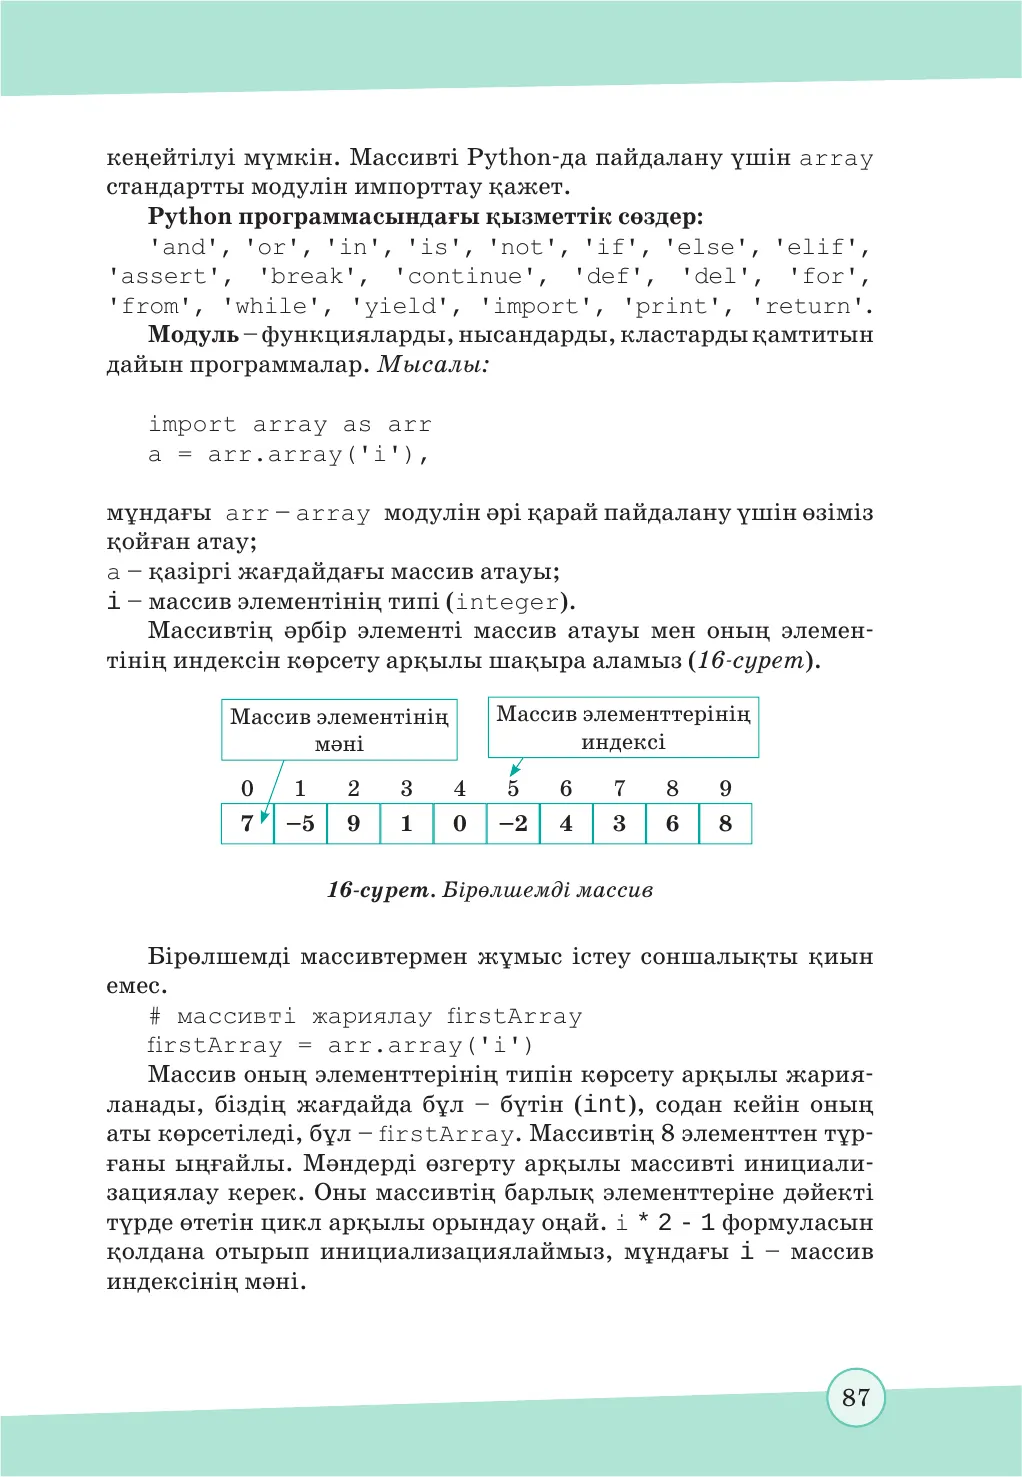 кеңейтілуі мүмкін. Массивті Python-да пайдалану үшін array
стандартты модулін импорттау қажет.
Python программасындағы қызметтік сөздер:
'and', 'or', 'in', 'is', 'not', 'if', 'else', 'elif',
'assert', 'break', 'continue', 'def', 'del', 'for',
'from', 'while', 'yield', 'import', 'print', 'return'.
Модуль – функцияларды, нысандарды, кластарды қамтитын
дайын программалар. Мысалы:
import array as arr
a = arr.array('i'),
мұндағы arr – array модулін әрі қарай пайдалану үшін өзіміз
қойған атау;
a – қазіргі жағдайдағы массив атауы;
i – массив элементінің типі (integer).
Массивтің әрбір элементі массив атауы мен оның элемен-
тінің индексін көрсету арқылы шақыра аламыз (16-сурет).
Массив элементінің
мәні
Массив элементтерінің
индексі
0 1 2 3 4 5 6 7 8 9
7 –5 9 1 0 –2 4 3 6 8
16-сурет. Бірөлшемді массив
Бірөлшемді массивтермен жұмыс істеу соншалықты қиын
емес.
# массивті жариялау firstArray
firstArray = arr.array('i')
Массив оның элементтерінің типін көрсету арқылы жария-
ланады, біздің жағдайда бұл – бүтін (int), содан кейін оның
аты көрсетіледі, бұл – firstArray. Массивтің 8 элементтен тұр-
ғаны ыңғайлы. Мәндерді өзгерту арқылы массивті инициали-
зациялау керек. Оны массивтің барлық элементтеріне дәйекті
түрде өтетін цикл арқылы орындау оңай. i * 2 - 1 формуласын
қолдана отырып инициализациялаймыз, мұндағы i – массив
индексінің мәні.
87